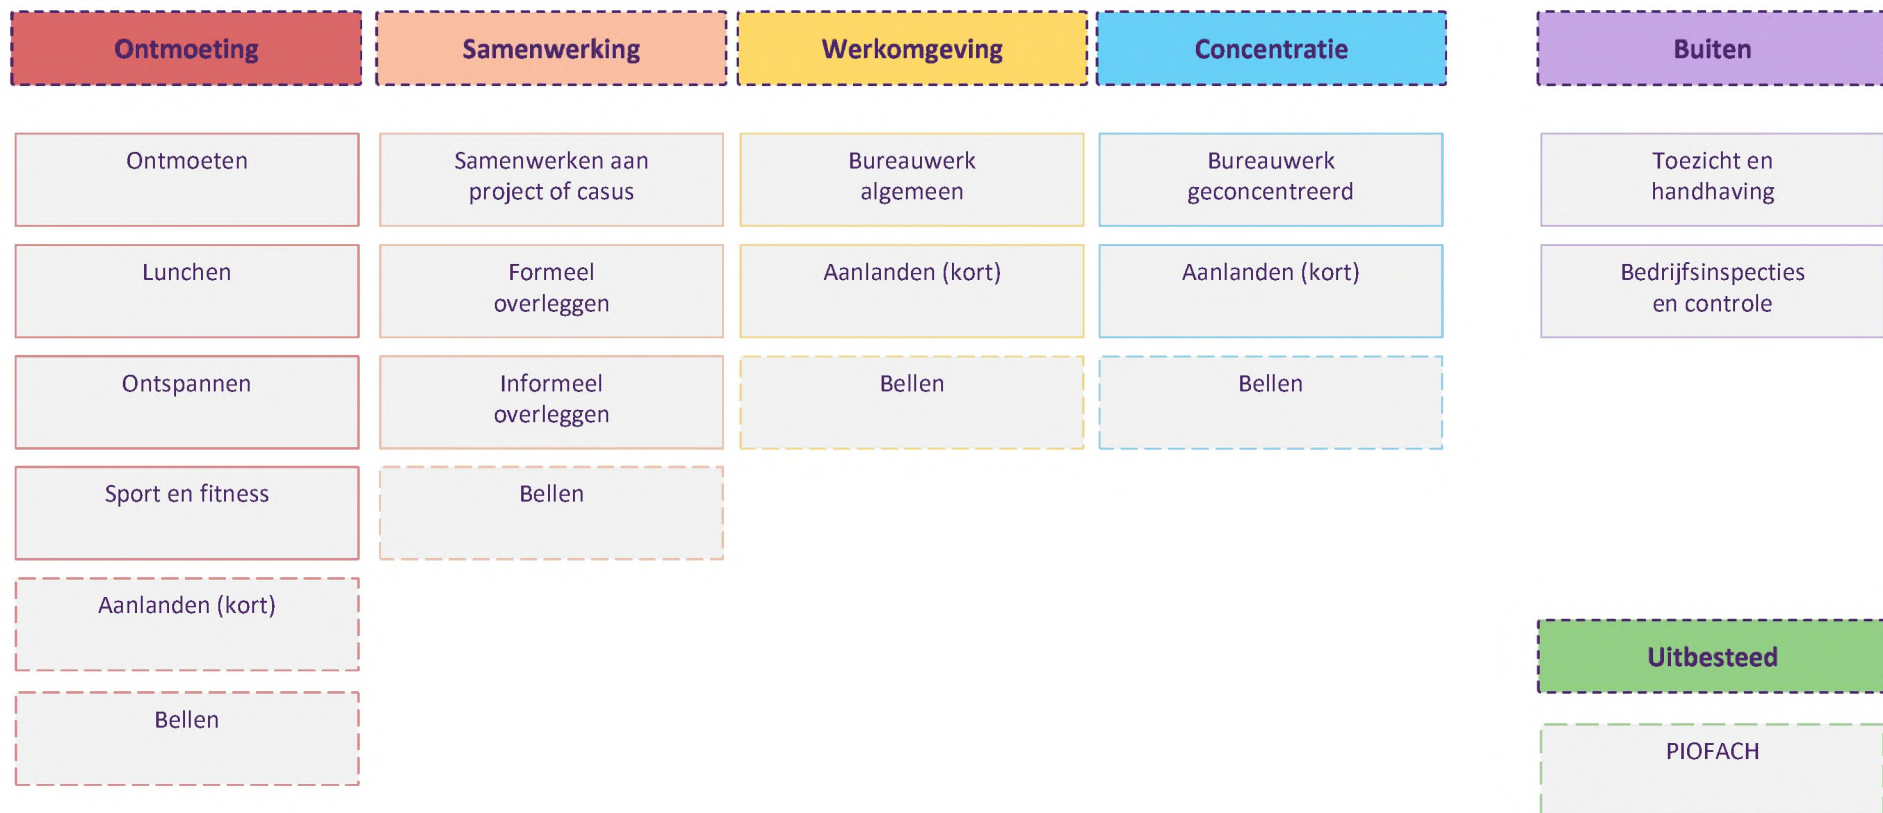 Ontmoeting
Ontmoeten
Lunchen
Ontspannen
Sport en fitness
Aanlanden (kort)
Bellen
Samenwerking
Samenwerken aan
project of casus
Formeel
overleggen
Informeel
overleggen
Bellen
Werkomgeving
Bureauwerk
algemeen
Aanlanden (kort)
Bellen
Concentratie
Bureauwerk
geconcentreerd
Aanlanden (kort)
Bellen
Buiten
Toezicht en
handhaving
Bedrijfsinspecties
en controle
Uitbesteed
PIOFACH